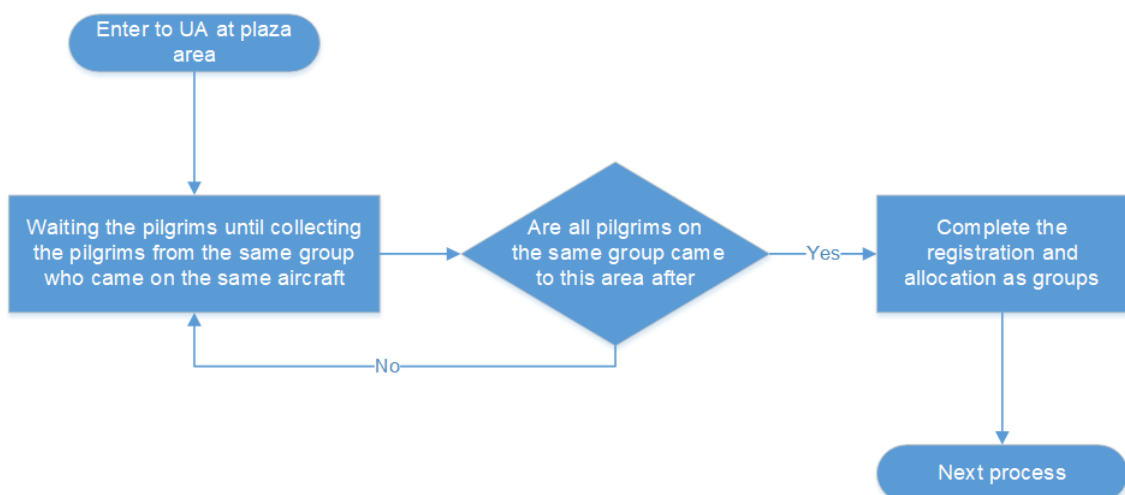 Enter to UA at plaza
area
Waiting the pilgrims until collecting
the pilgrims from the same group
who came on the same aircraft
Are all pilgrims on
the same group came
to this area after
Yes
Complete the
registration and
allocation as groups
No
Next process